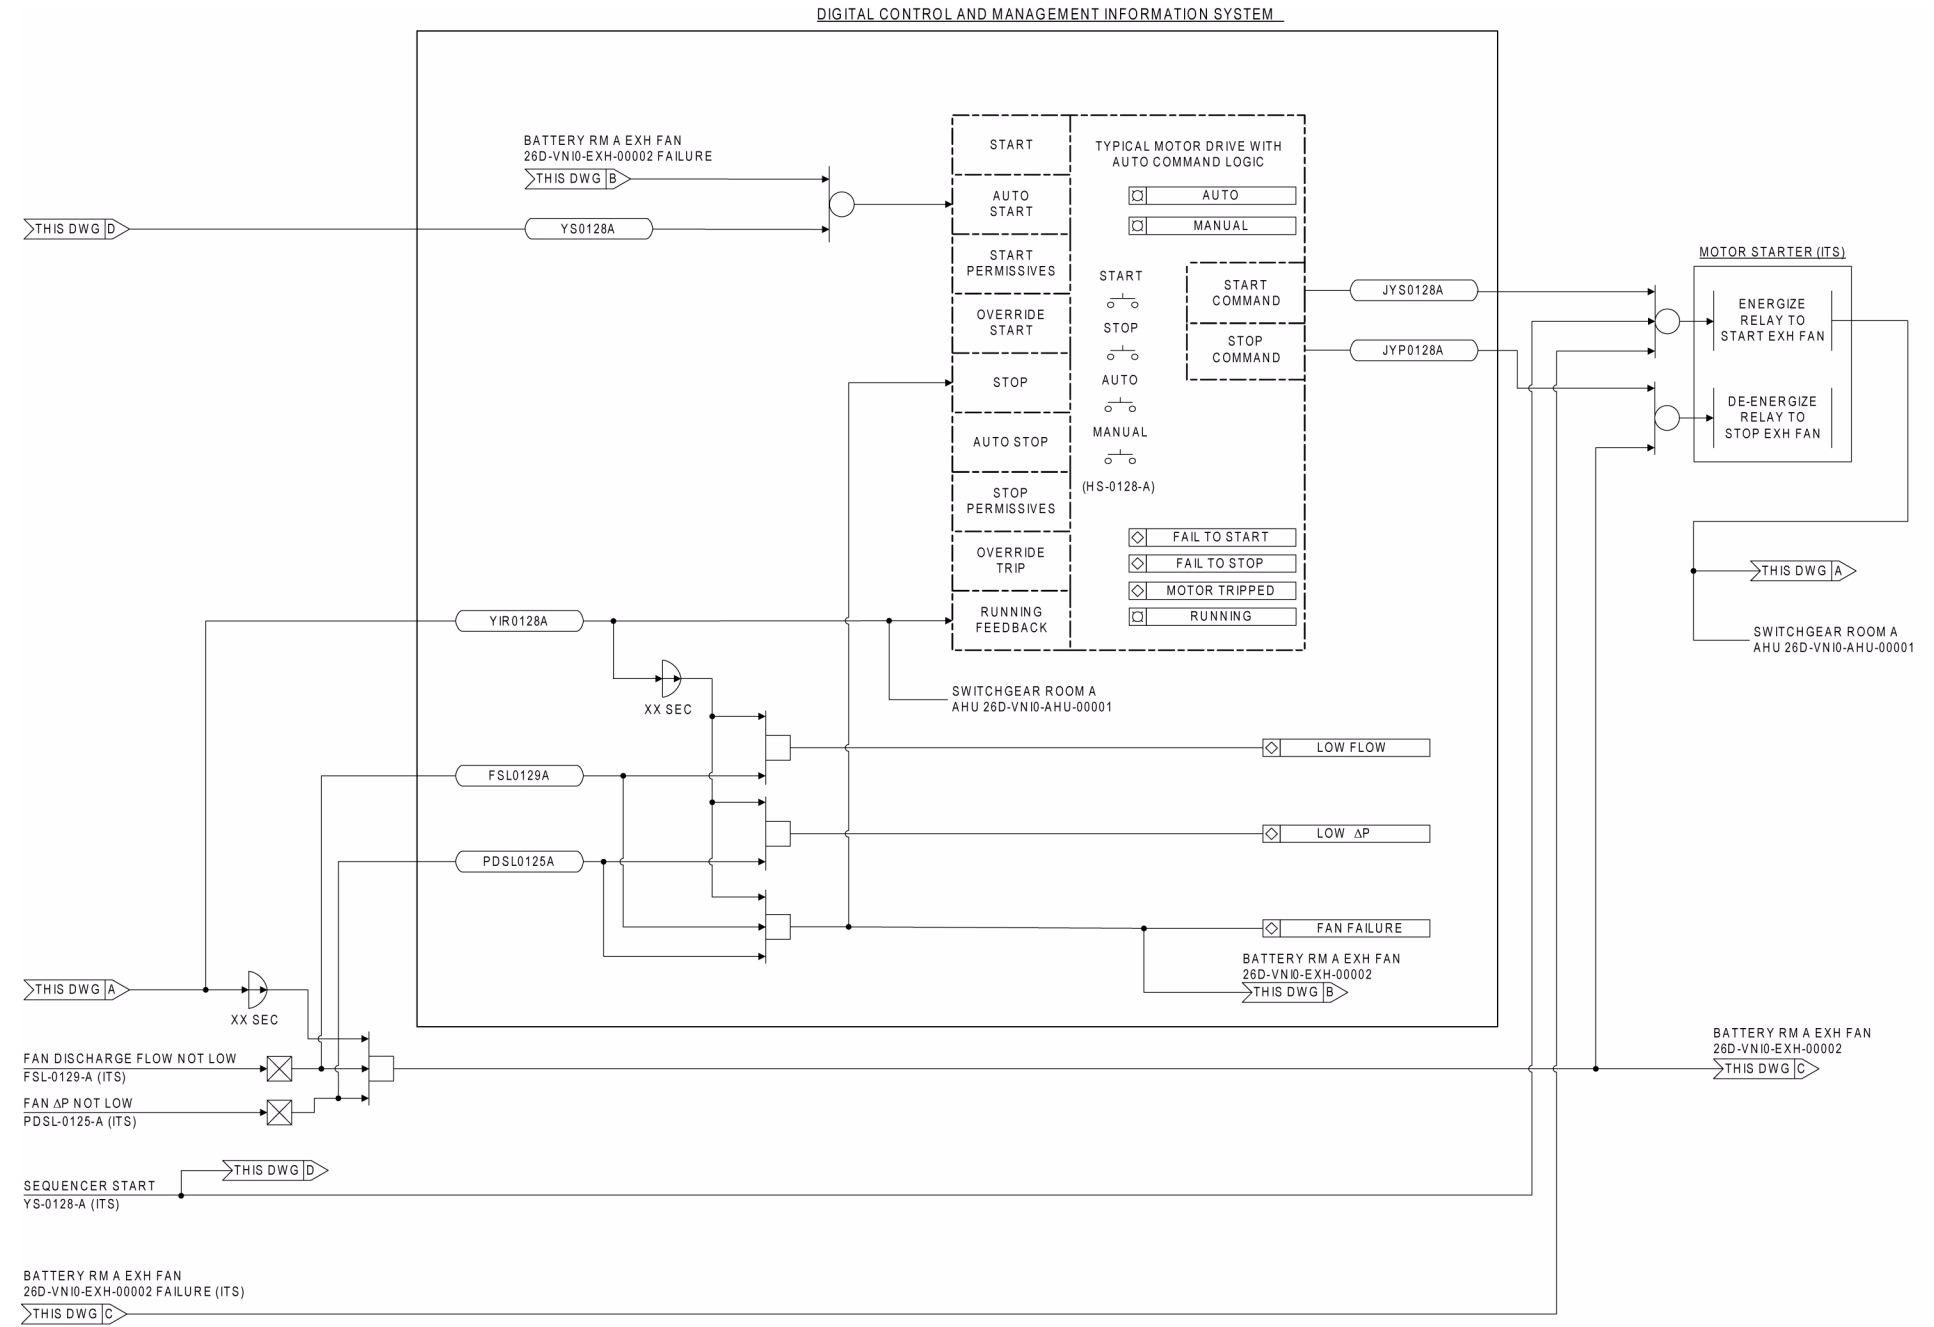 DIGITAL CONTROL AND MANAGEMENT INFORMATION SYSTEM
BATTERY RM A EXH FAN
26D-VNI0-EXH-00002 FAILURE
THIS DWG B
THIS DWG D
YS0128A
START
AUTO
START
START
PERMISSIVES
OVERRIDE
START
STOP
AUTO STOP
STOP
PERMISSIVES
OVERRIDE
TRIP
RUNNING
FEEDBACK
TYPICAL MOTOR DRIVE WITH
AUTO COMMAND LOGIC
AUTO
MANUAL
START
STOP
AUTO
MANUAL
(HS-0128-A)
START
COMMAND
STOP
COMMAND
FAIL TO START
FAIL TO STOP
MOTOR TRIPPED
RUNNING
JYS0128A
JYP0128A
MOTOR STARTER (ITS)
ENERGIZE
RELAY TO
START EXH FAN
DE-ENERGIZE
RELAY TO
STOP EXH FAN
THIS DWG A
SWITCHGEAR ROOM A
AHU 26D-VNI0-AHU-00001
YIR0128A
XX SEC
SWITCHGEAR ROOM A
AHU 26D-VNI0-AHU-00001
FSL0129A
PDSL0125A
LOW FLOW
LOW ΔP
FAN FAILURE
BATTERY RM A EXH FAN
26D-VNI0-EXH-00002
THIS DWG B
THIS DWG A
XX SEC
FAN DISCHARGE FLOW NOT LOW
FSL-0129-A (ITS)
FAN ΔP NOT LOW
PDSL-0125-A (ITS)
BATTERY RM A EXH FAN
26D-VNI0-EXH-00002
THIS DWG C
THIS DWG D
SEQUENCER START
YS-0128-A (ITS)
BATTERY RM A EXH FAN
26D-VNI0-EXH-00002 FAILURE (ITS)
THIS DWG C